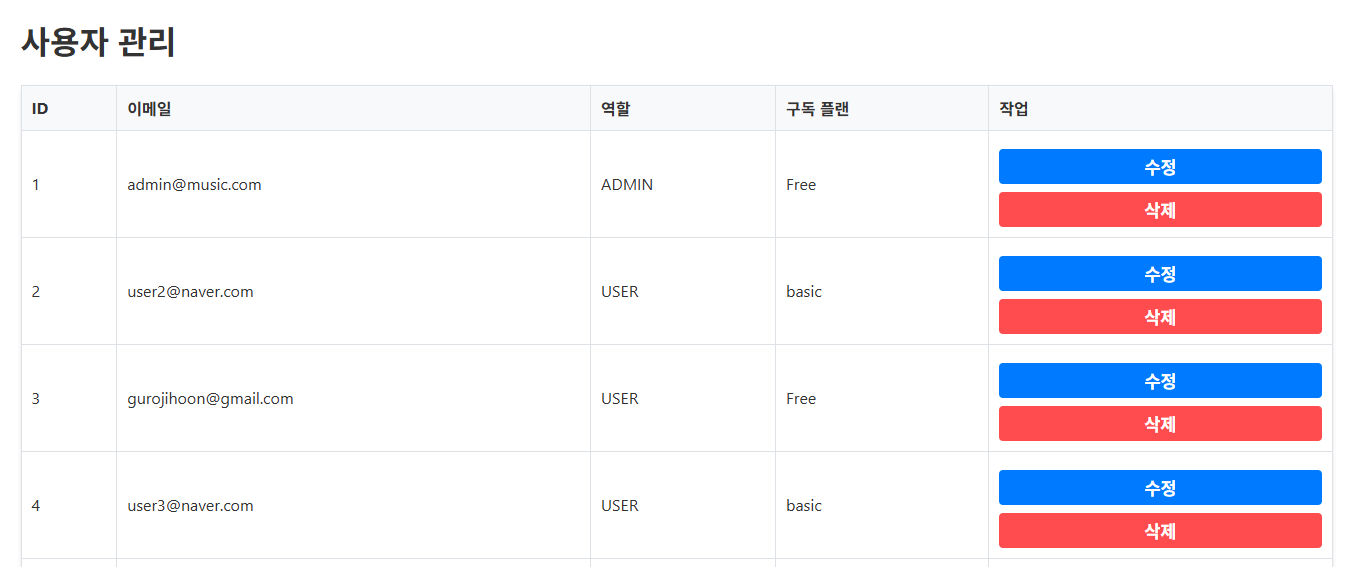 사용자 관리
ID 이메일 역할 구독 플랜 작업
1 admin@music.com ADMIN Free 수정
삭제
2 user2@naver.com USER basic 수정
삭제
3 gurojihoon@gmail.com USER Free 수정
삭제
4 user3@naver.com USER basic 수정
삭제